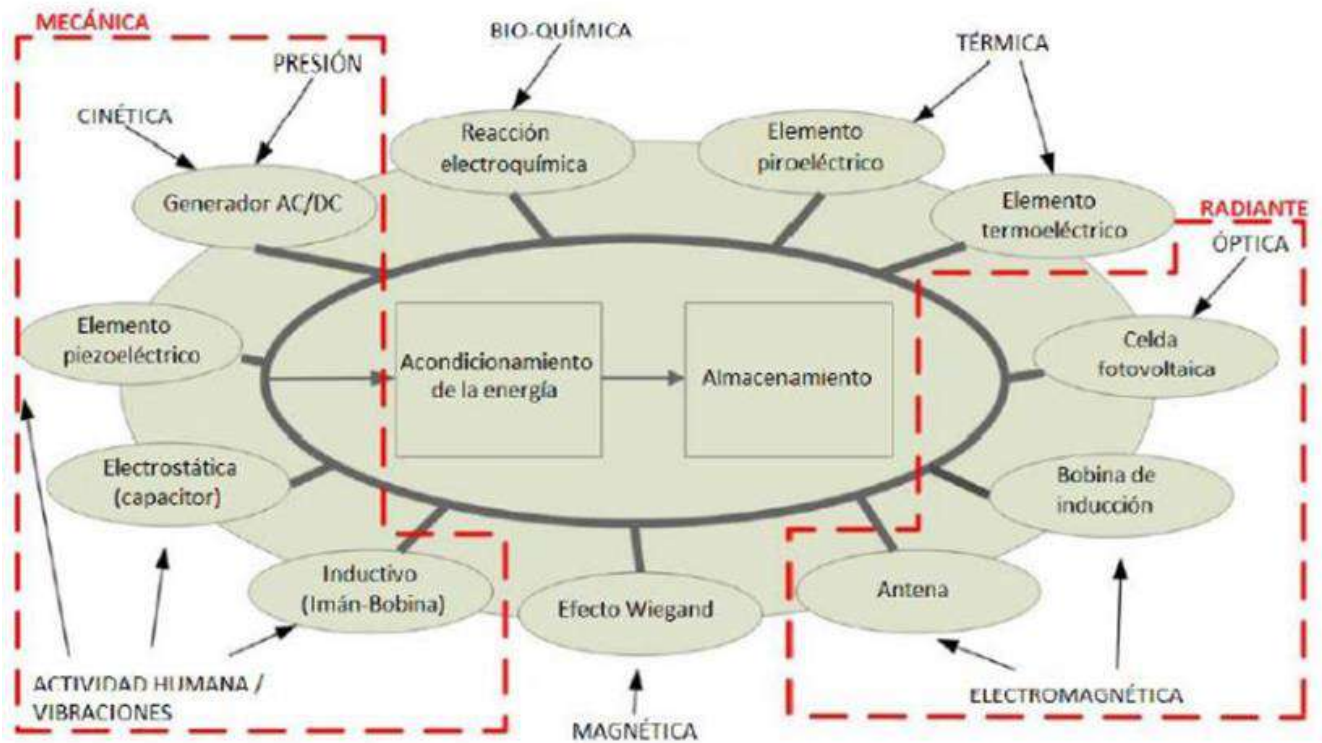 MECÁNICA
BIO-QUÍMICA
TÉRMICA
PRESIÓN
CINÉTICA
Reacción
electroquímica
Elemento
piroeléctrico
Generador AC/DC
Elemento
termoeléctrico
RADIANTE
ÓPTICA
Elemento
piezoeléctrico
Acondicionamiento
de la energía
Almacenamiento
Celda
fotovoltaica
Electrostática
(capacitor)
Bobina de
inducción
Inductivo
(Imán-Bobina)
Efecto Wiegand
Antena
ACTIVIDAD HUMANA /
VIBRACIONES
MAGNÉTICA
ELECTROMAGNÉTICA